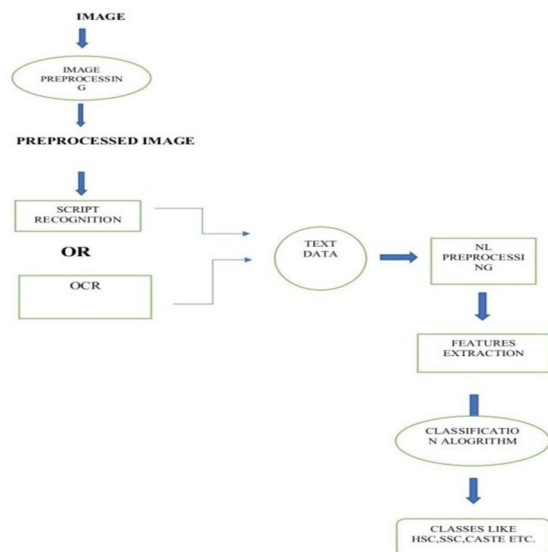 IMAGE
IMAGE
PREPROCESSIN
G
PREPROCESSED IMAGE
SCRIPT
RECOGNITION
OR
OCR
TEXT
DATA
NL
PREPROCESSI
NG
FEATURES
EXTRACTION
CLASSIFICATIO
N ALOGRITHM
CLASSES LIKE
HSC,SSC,CASTE ETC.